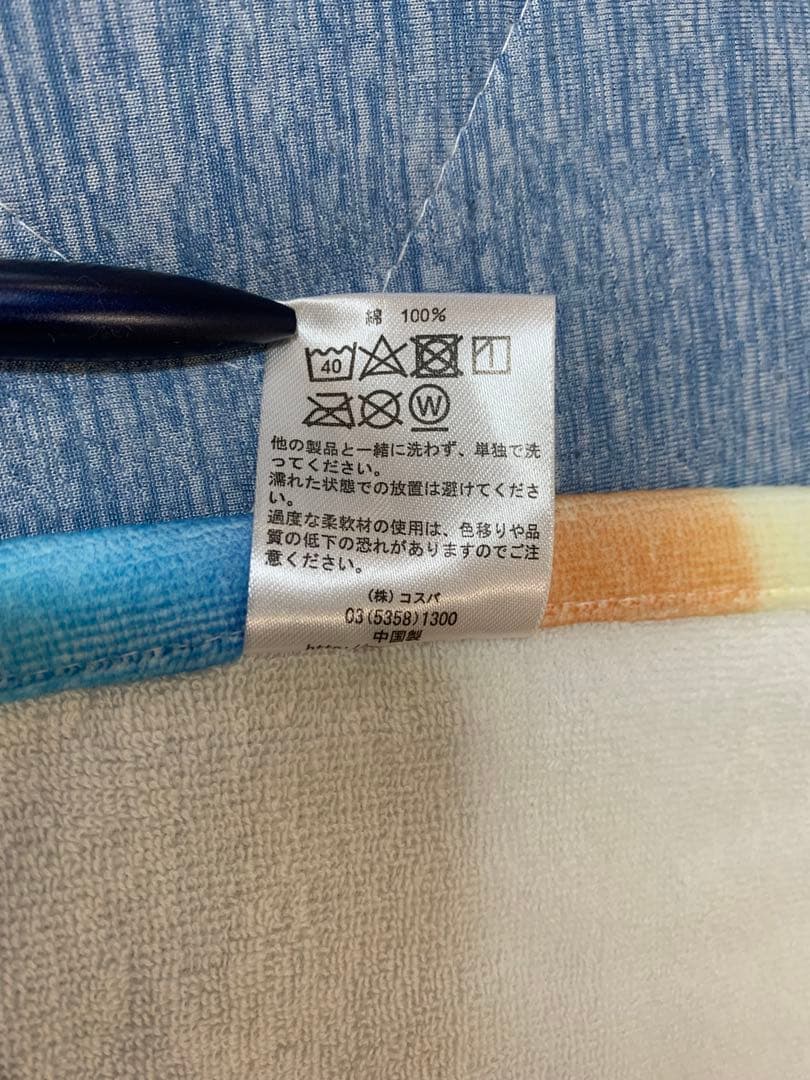 綿 100%
40
W
他の製品と一緒に洗わず、単独で洗
ってください。
濡れた状態での放置は避けてくださ
い。
過度な柔軟材の使用は、色移りや品
質の低下の恐れがありますのでご注
意ください。
(株) コスパ
03(5358)1300
中国製